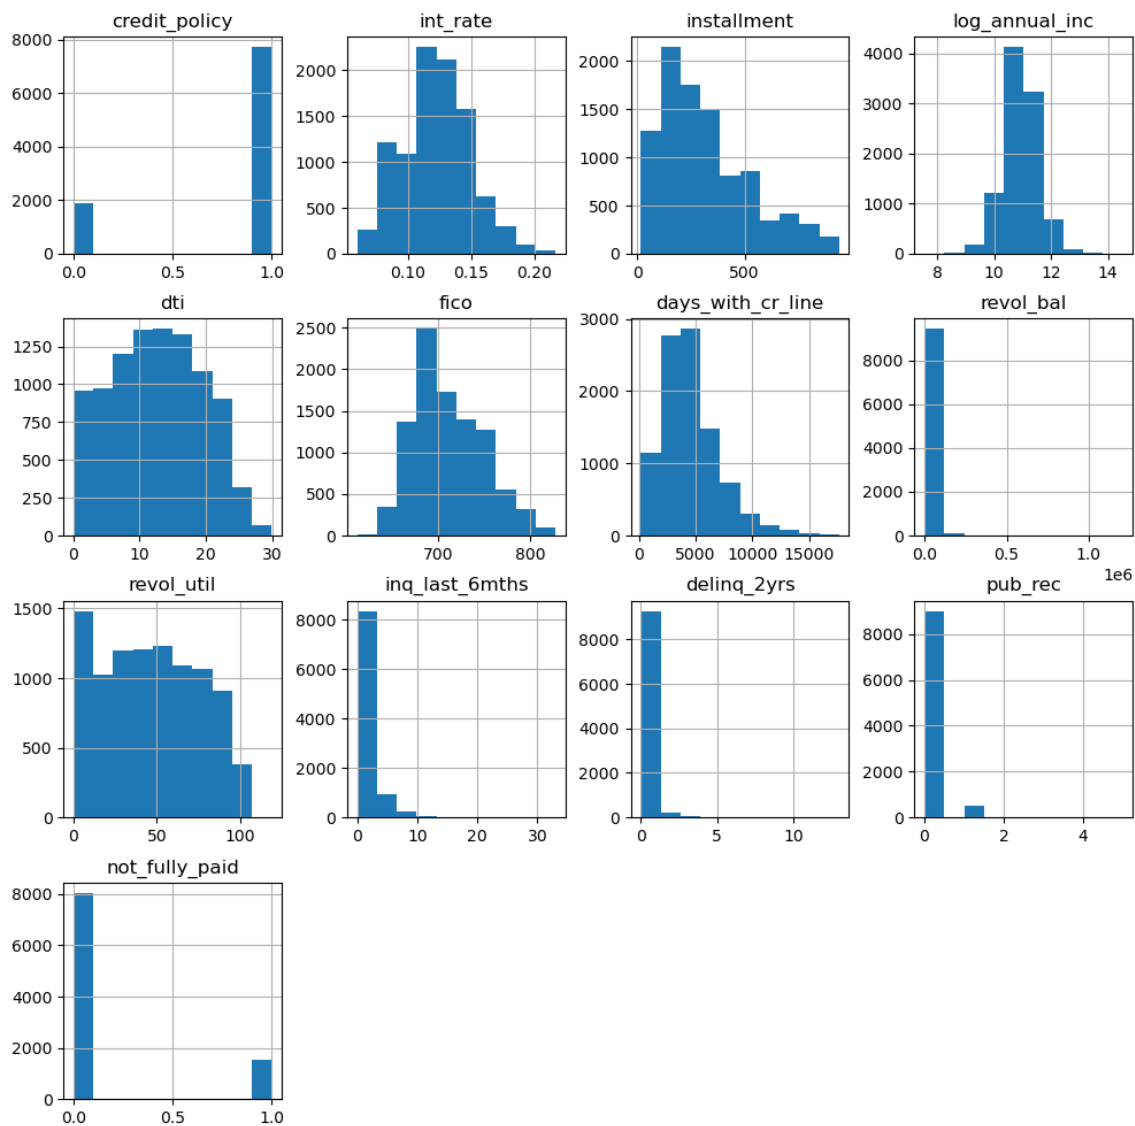 credit_policy
8000
6000
4000
2000
0
0.0 0.5 1.0
int_rate
2000
1500
1000
500
0
0.10 0.15 0.20
installment
2000
1500
1000
500
0
0 500
log_annual_inc
4000
3000
2000
1000
0
8 10 12 14
dti
1250
1000
750
500
250
0
0 10 20 30
fico
2500
2000
1500
1000
500
0
700 800
days_with_cr_line
3000
2000
1000
0
0 5000 10000 15000
revol_bal
8000
6000
4000
2000
0
0.0 0.5 1.0
1e6
revol_util
1500
1000
500
0
0 50 100
inq_last_6mths
8000
6000
4000
2000
0
0 10 20 30
delinq_2yrs
8000
6000
4000
2000
0
0 5 10
pub_rec
8000
6000
4000
2000
0
0 2 4
not_fully_paid
8000
6000
4000
2000
0
0.0 0.5 1.0